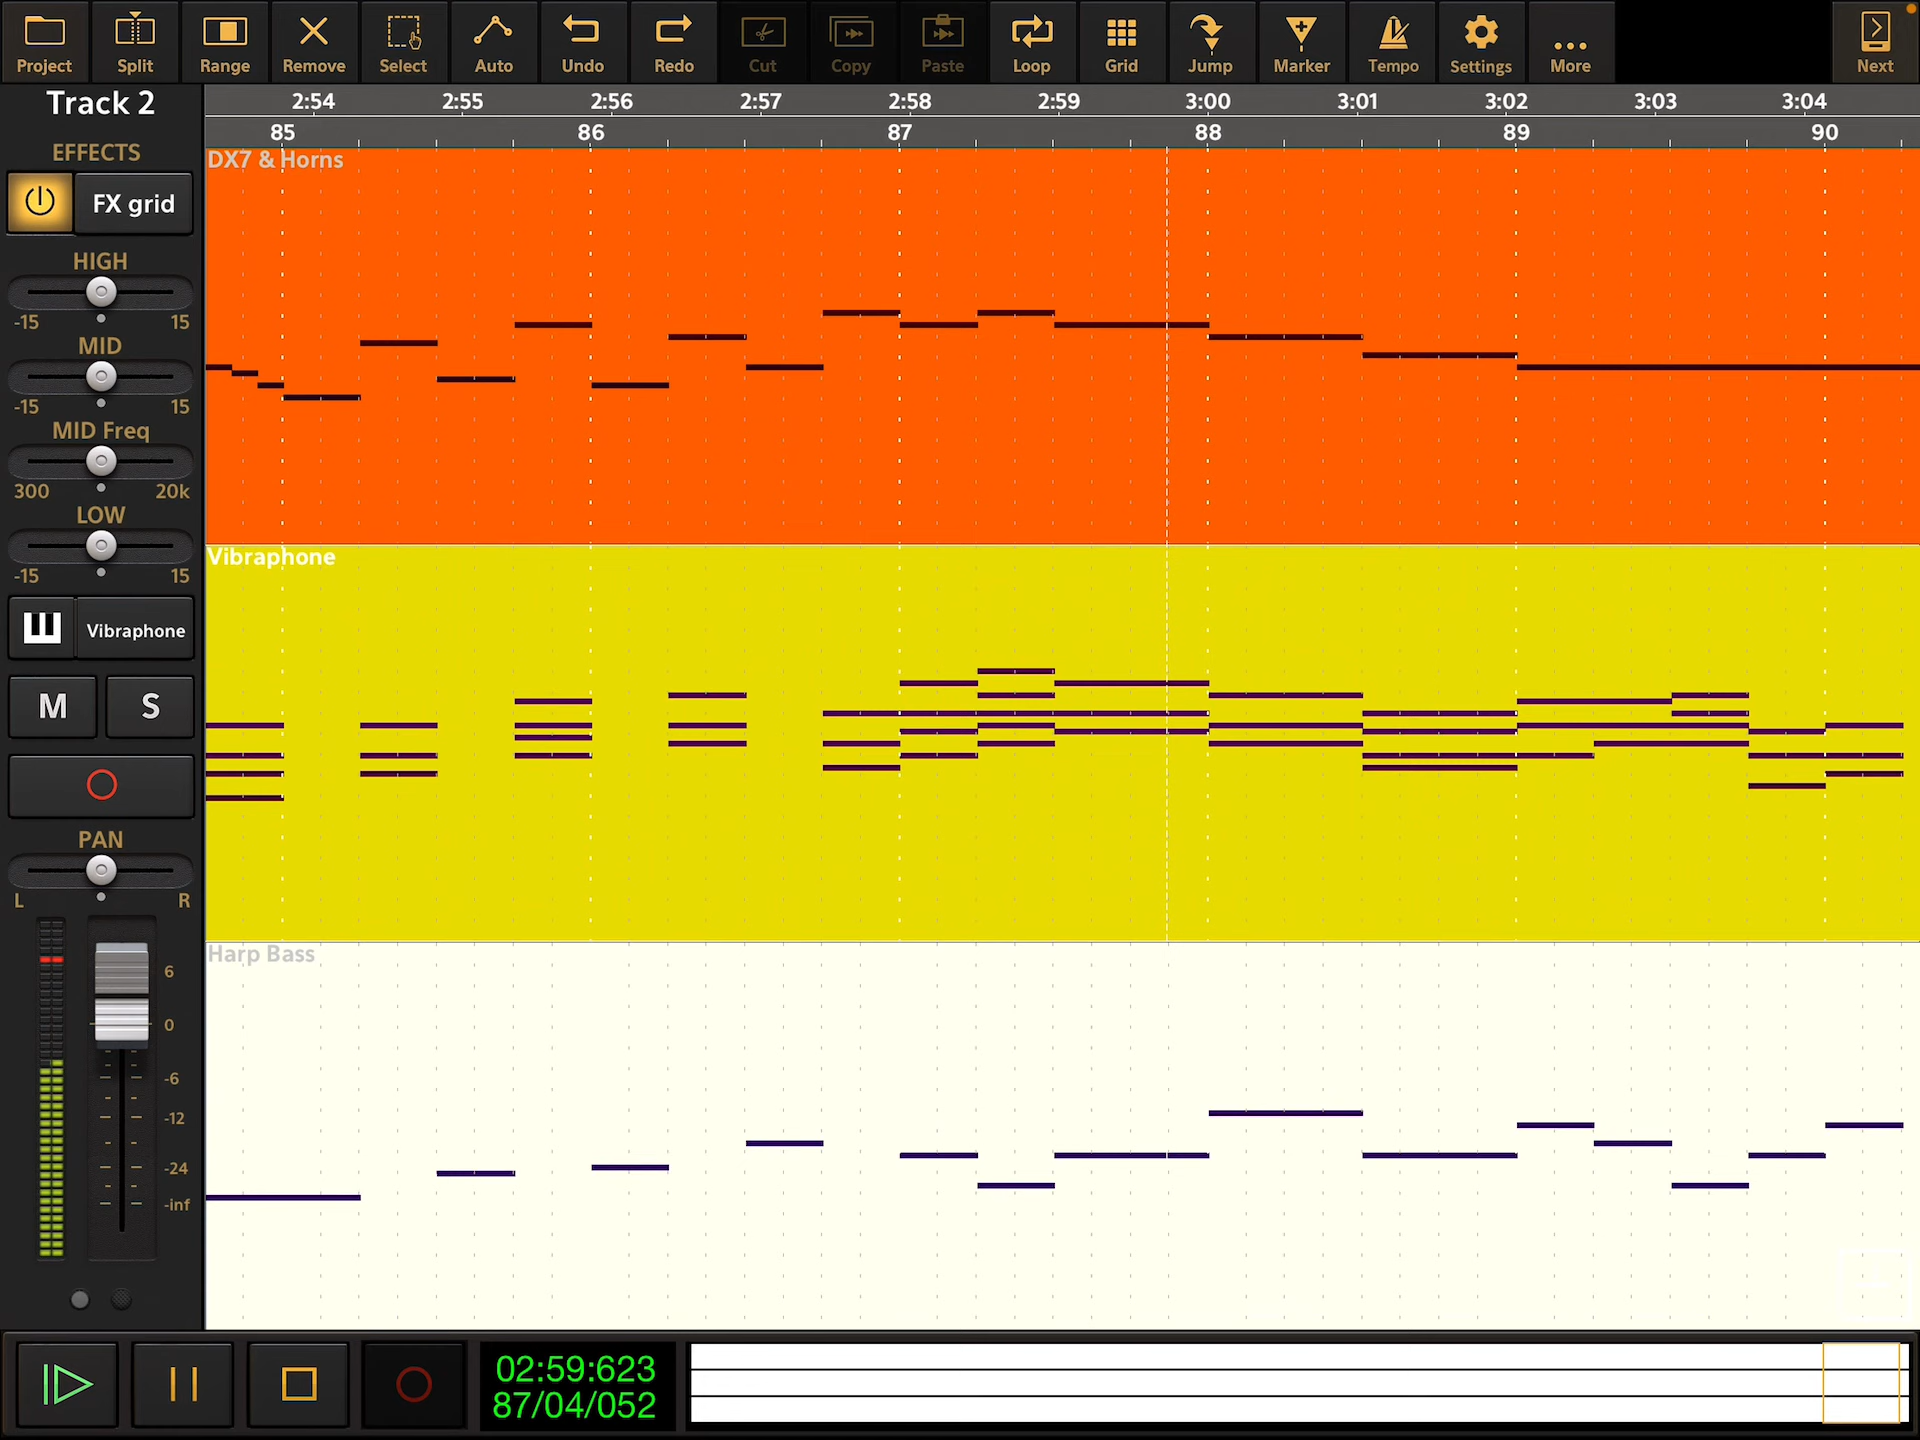 Project Split Range Remove Select Auto Undo Redo Cut Copy Paste Loop Grid Jump Marker Tempo Settings More Next
Track 2
2:54 2:55 2:56 2:57 2:58 2:59 3:00 3:01 3:02 3:03 3:04
85 86 87 88 89 90
EFFECTS
FX grid
HIGH
-15 15
MID
-15 15
MID Freq
300 20k
LOW
-15 15
Vibraphone
M S
PAN
L R
6
0
-6
-12
-24
-inf
DX7 & Horns
Vibraphone
Harp Bass
02:59:623
87/04/052